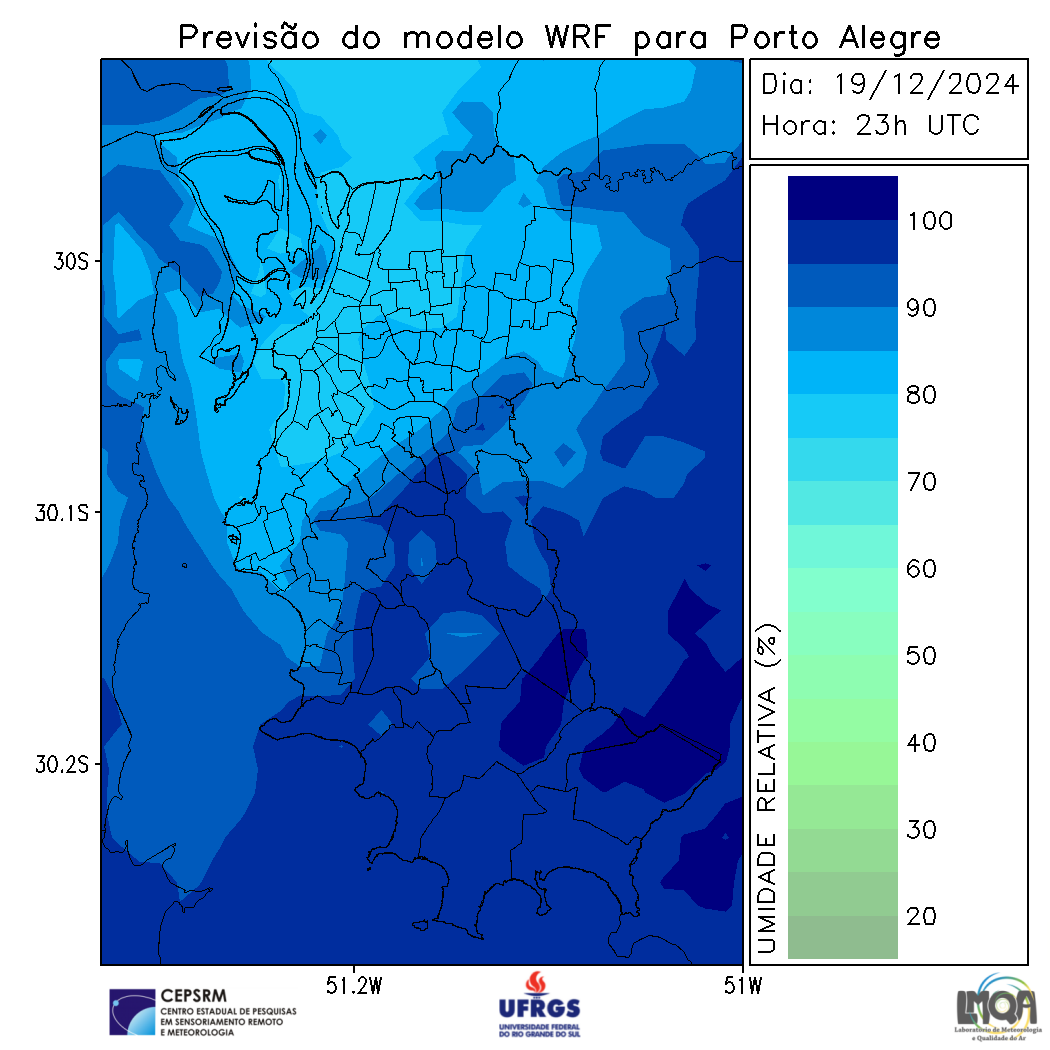 Previsão do modelo WRF para Porto Alegre
Dia: 19/12/2024
Hora: 23h UTC
30S
30.1S
30.2S
51.2W
51W
UMIDADE RELATIVA (%)
100
90
80
70
60
50
40
30
20
CEPSRM
CENTRO ESTADUAL DE PESQUISAS
EM SENSORIAMENTO REMOTO
E METEOROLOGIA
UFRGS
UNIVERSIDADE FEDERAL
DO RIO GRANDE DO SUL
LMQA
Laboratório de Meteorologia
e Qualidade do Ar